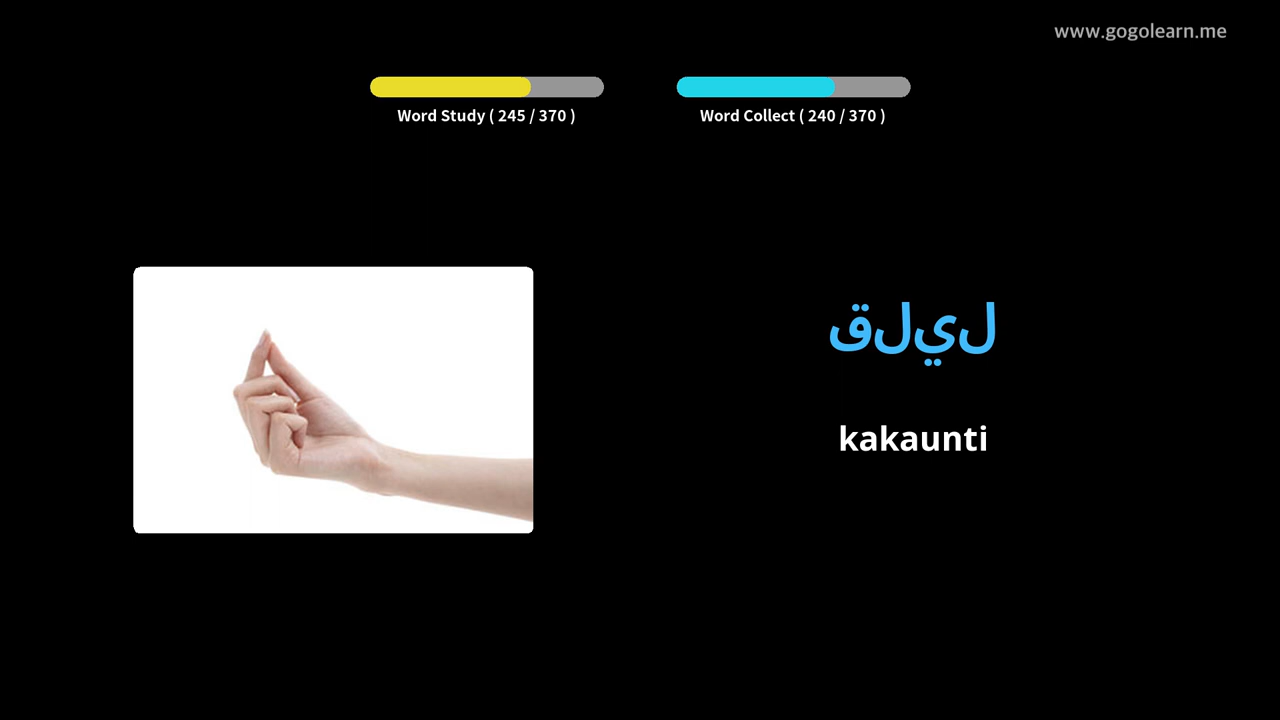 www.gogolearn.me
Word Study ( 245 / 370 )
Word Collect ( 240 / 370 )
قليل
kakaunti